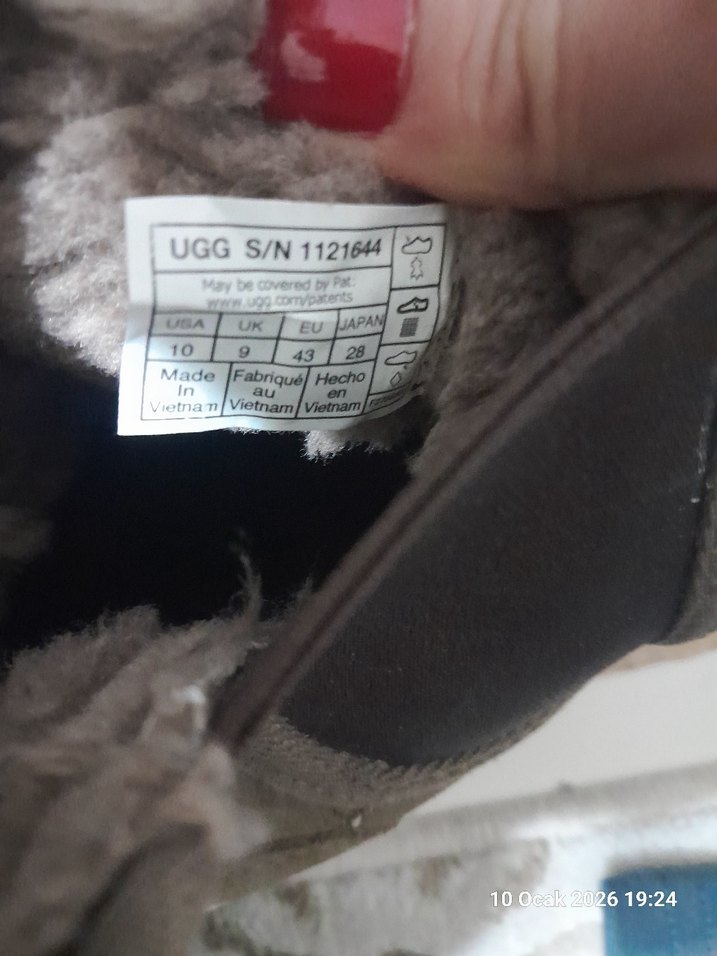 UGG S/N 1121644
May be covered by Pat:
www.ugg.com/patents
USA UK EU JAPAN
10 9 43 28
Made Fabriqué Hecho
In au en
Vietnam Vietnam Vietnam
10 Ocak 2026 19:24